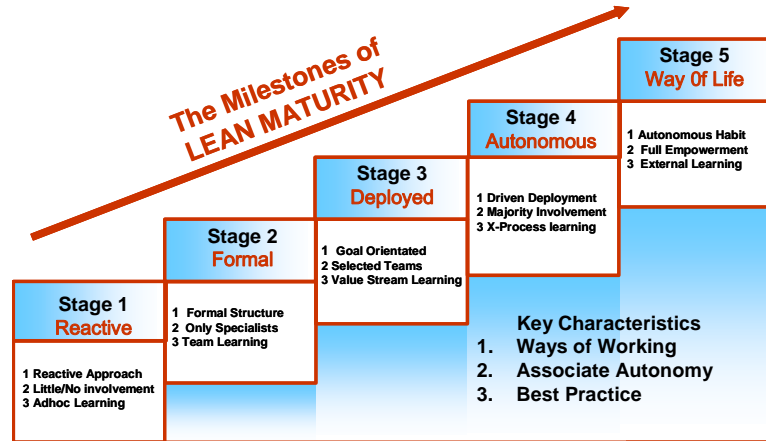 The Milestones of
LEAN MATURITY
Stage 1
Reactive
1 Reactive Approach
2 Little/No involvement
3 Adhoc Learning
Stage 2
Formal
1 Formal Structure
2 Only Specialists
3 Team Learning
Stage 3
Deployed
1 Goal Orientated
2 Selected Teams
3 Value Stream Learning
Stage 4
Autonomous
1 Driven Deployment
2 Majority Involvement
3 X-Process learning
Stage 5
Way 0f Life
1 Autonomous Habit
2 Full Empowerment
3 External Learning
Key Characteristics
1. Ways of Working
2. Associate Autonomy
3. Best Practice